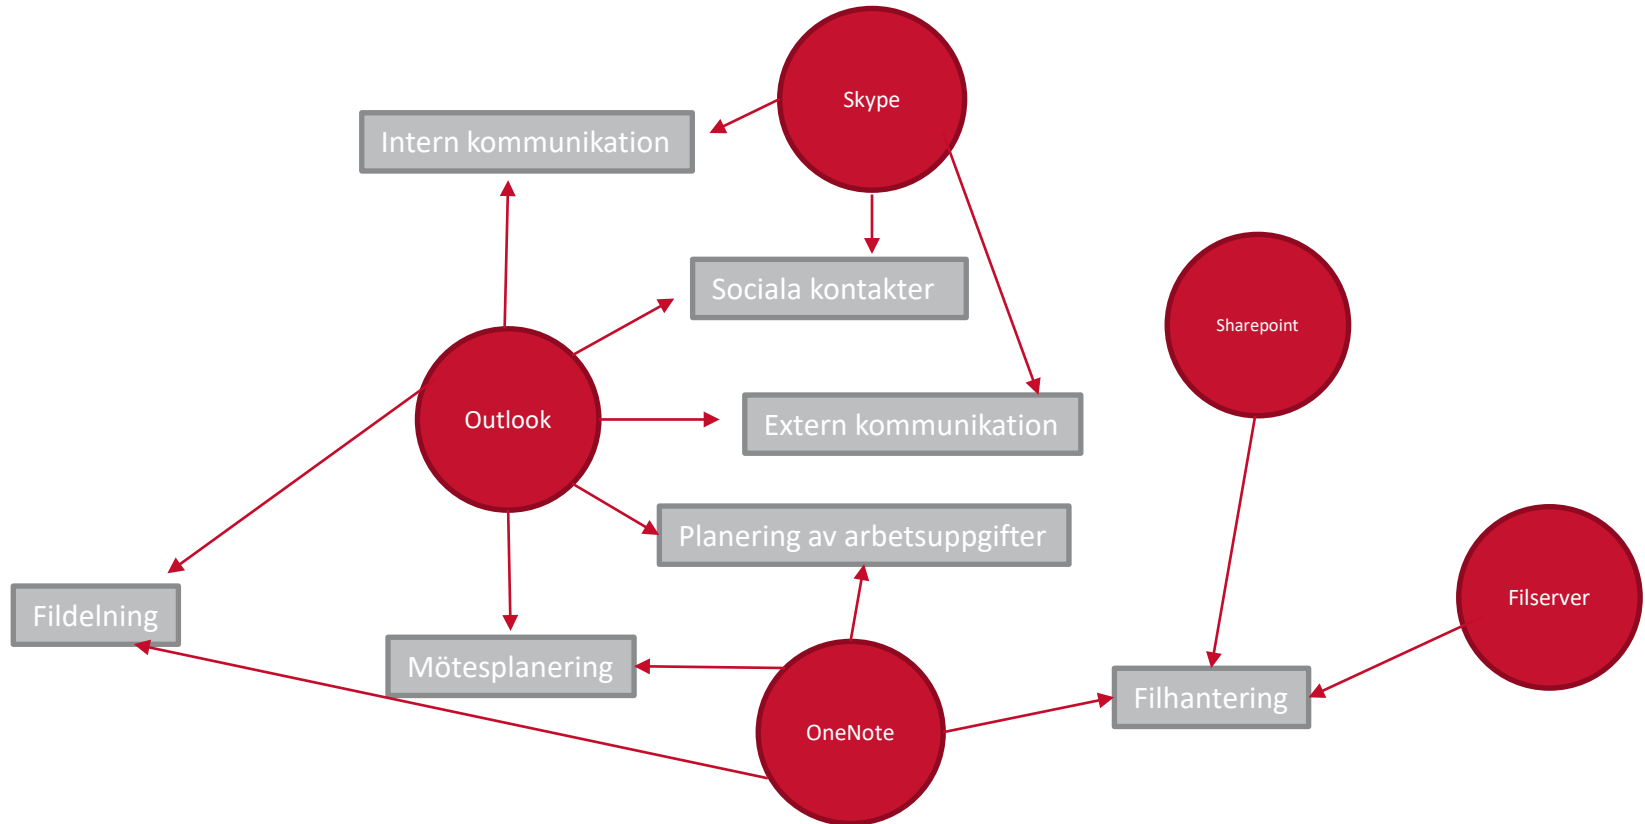 Skype
Intern kommunikation
Sociala kontakter
Sharepoint
Outlook
Extern kommunikation
Planering av arbetsuppgifter
Filserver
Fildelning
Mötesplanering
Filhantering
OneNote